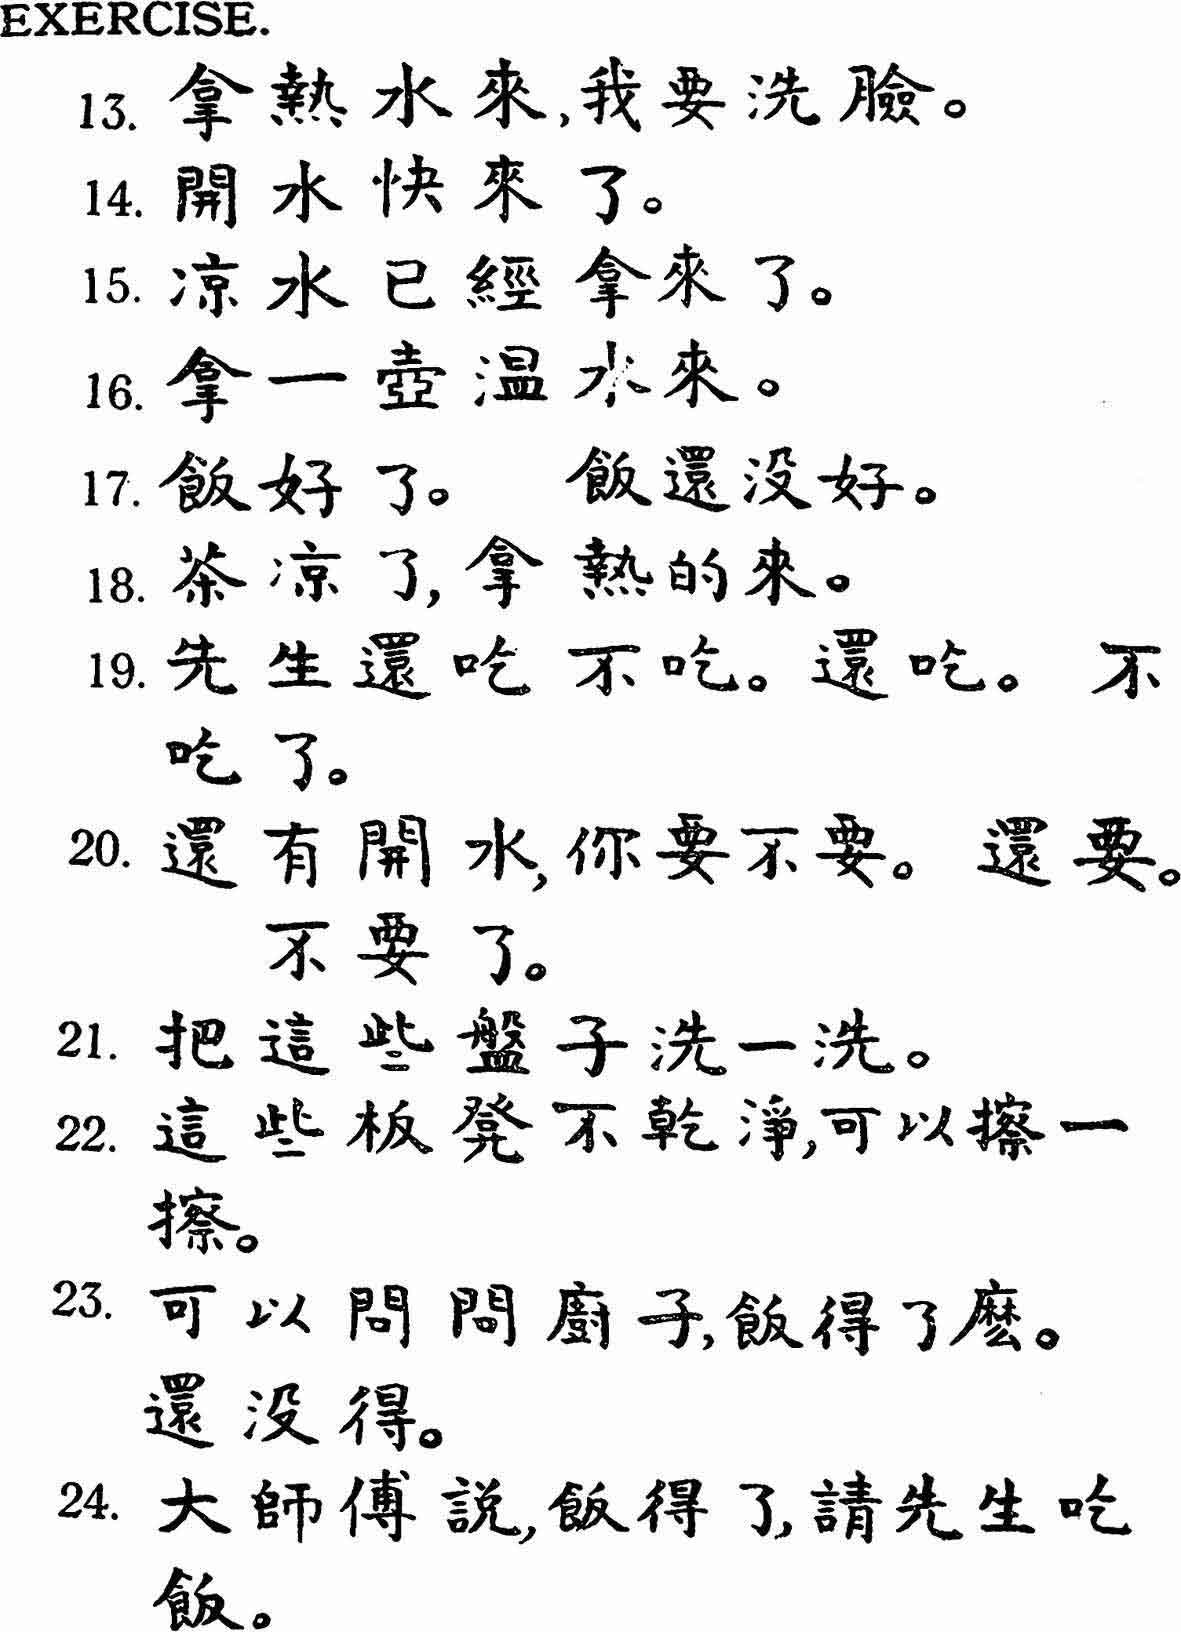 EXERCISE.
13. 拿熱水來,我要洗臉。
14. 開水快來了。
15. 凉水已經拿來了。
16. 拿一壺温水來。
17. 飯好了。 飯還没好。
18. 茶凉了,拿熱的來。
19. 先生還吃不吃。還吃。 不
吃了。
20. 還有開水,你要不要。 還要。
不要了。
21. 把這些盤子洗一洗。
22. 這些板凳不乾淨,可以擦一
擦。
23. 可以問問廚子,飯得了麽。
還没得。
24. 大師傅説,飯得了,請先生吃
飯。